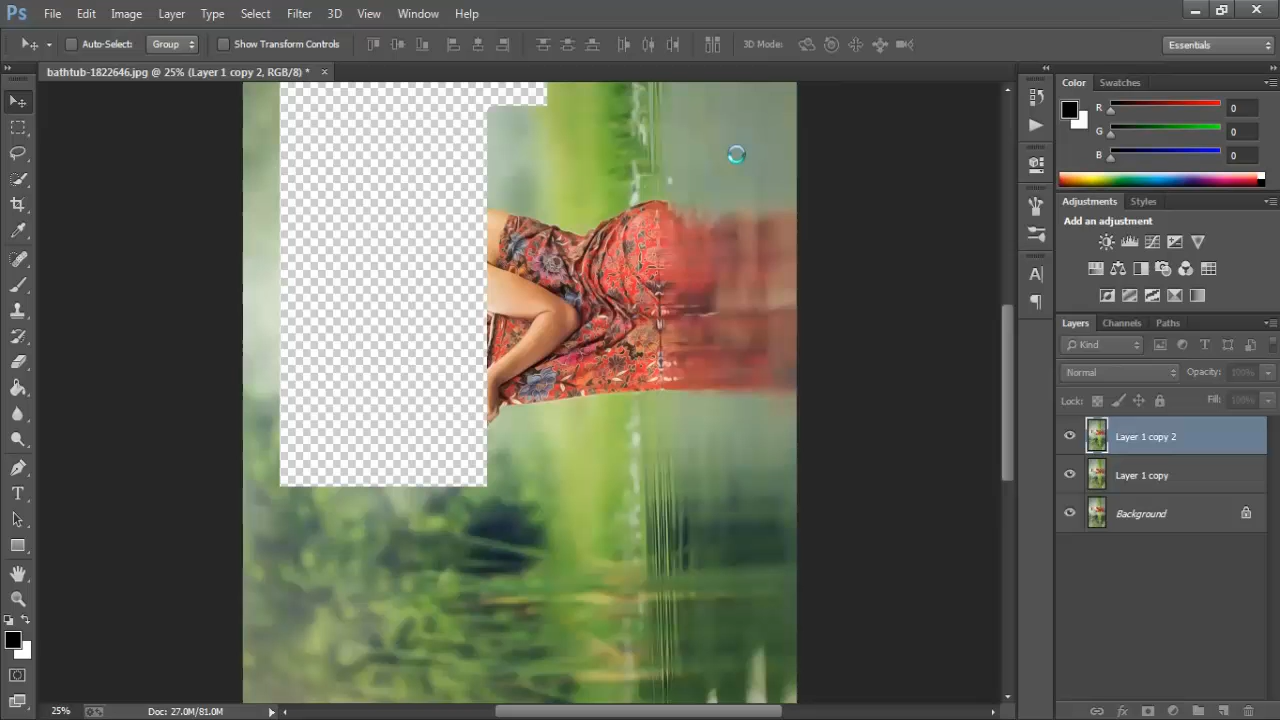 Ps File Edit Image Layer Type Select Filter 3D View Window Help
Auto-Select: Group Show Transform Controls 3D Mode: Essentials
bathtub-1822646.jpg @ 25% (Layer 1 copy 2, RGB/8) * ×
Color Swatches
R 0
G 0
B 0
Adjustments Styles
Add an adjustment
Layers Channels Paths
Kind
Normal Opacity: 100%
Lock: Fill: 100%
Layer 1 copy 2
Layer 1 copy
Background
25% Doc: 27.0M/81.0M